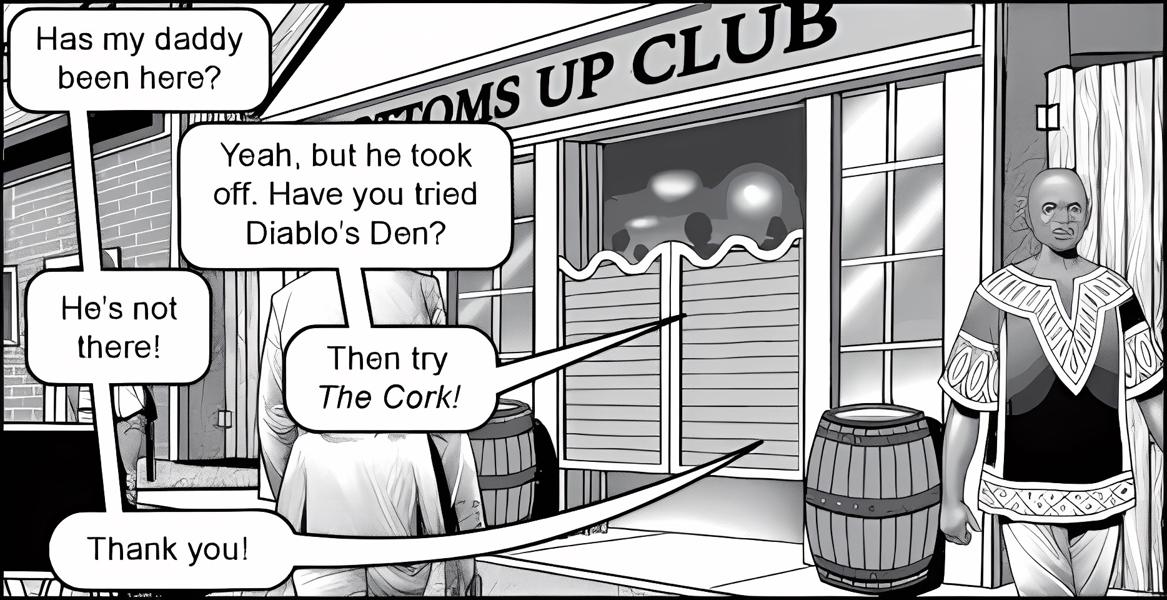 OTTOMS UP CLUB
Has my daddy
been here?
Yeah, but he took
off. Have you tried
Diablo's Den?
He's not
there!
Then try
The Cork!
Thank you!